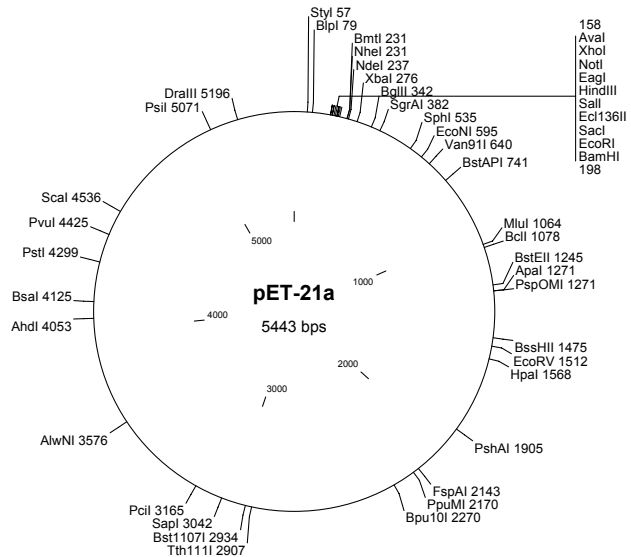 StyI 57
BlpI 79
BmtI 231
NheI 231
NdeI 237
XbaI 276
BglII 342
SgrAI 382
SphI 535
EcoNI 595
Van91I 640
BstAPI 741
158
AvaI
XhoI
NotI
EagI
HindIII
SalI
Ecl136II
SacI
EcoRI
BamHI
198
MluI 1064
BclI 1078
BstEII 1245
ApaI 1271
PspOMI 1271
BssHII 1475
EcoRV 1512
HpaI 1568
PshAI 1905
FspAI 2143
PpuMI 2170
Bpu10I 2270
Tth111I 2907
Bst1107I 2934
SapI 3042
PciI 3165
AlwNI 3576
AhdI 4053
BsaI 4125
PstI 4299
PvuI 4425
ScaI 4536
PsiI 5071
DraIII 5196
pET-21a
5443 bps
1000
2000
3000
4000
5000